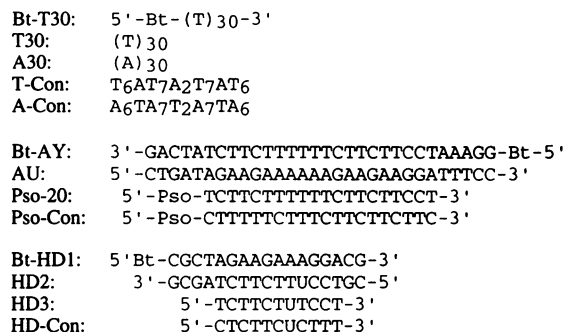 Bt-T30: 5'-Bt-(T)30-3'
T30: (T)30
A30: (A)30
T-Con: T6AT7A2T7AT6
A-Con: A6TA7T2A7TA6
Bt-AY: 3'-GACTATCTTCTTTTTTCTTCTTCCTAAAGG-Bt-5'
AU: 5'-CTGATAGAAGAAAAAAGAAGAAGGATTTCC-3'
Pso-20: 5'-Pso-TCTTCTTTTTTCTTCTTCCT-3'
Pso-Con: 5'-Pso-CTTTTTCTTTCTTCTTCTTC-3'
Bt-HD1: 5'Bt-CGCTAGAAGAAAGGACG-3'
HD2: 3'-GCGATCTTCTTUCCTGC-5'
HD3: 5'-TCTTCTUTCCT-3'
HD-Con: 5'-CTCTTCUCTTT-3'